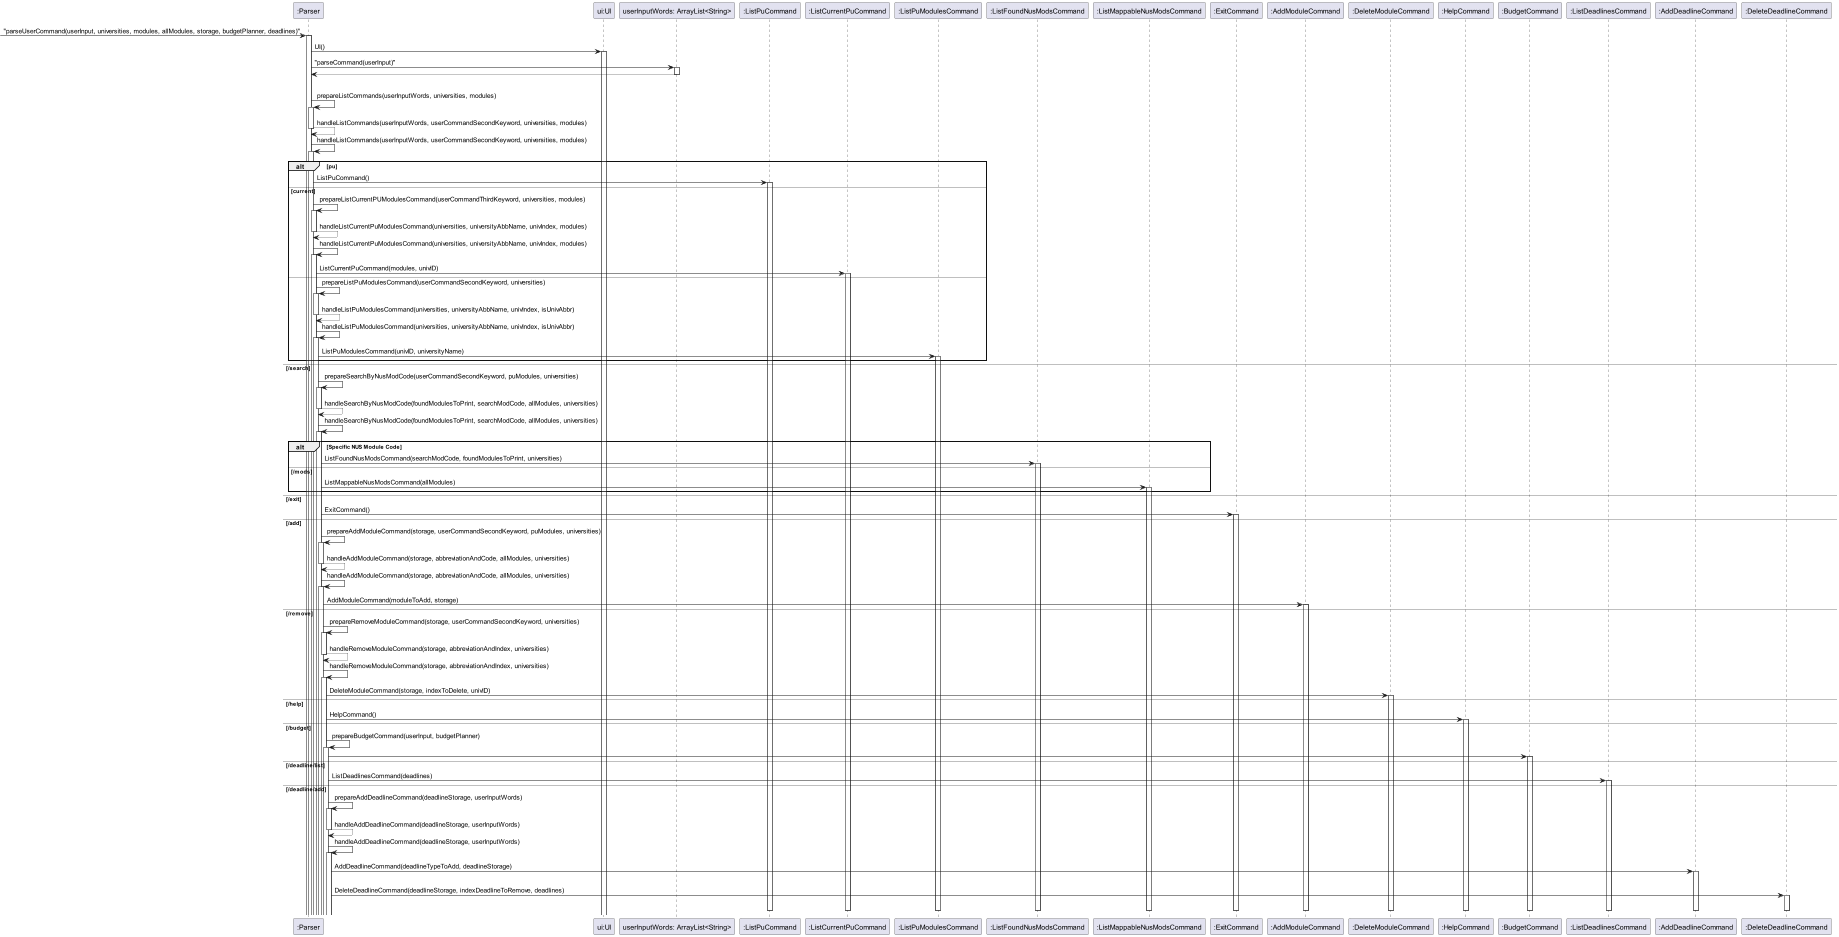 :Parser
ui:UI
userInputWords: ArrayList<String>
:ListPuCommand
:ListCurrentPuCommand
:ListPuModulesCommand
:ListFoundNusModsCommand
:ListMappableNusModsCommand
:ExitCommand
:AddModuleCommand
:DeleteModuleCommand
:HelpCommand
:BudgetCommand
:ListDeadlinesCommand
:AddDeadlineCommand
:DeleteDeadlineCommand
"parseUserCommand(userInput, universities, modules, allModules, storage, budgetPlanner, deadlines)"
UI()
"parseCommand(userInput)"
prepareListCommands(userInputWords, universities, modules)
handleListCommands(userInputWords, userCommandSecondKeyword, universities, modules)
handleListCommands(userInputWords, userCommandSecondKeyword, universities, modules)
alt [pu]
ListPuCommand()
[current]
prepareListCurrentPUModulesCommand(userCommandThirdKeyword, universities, modules)
handleListCurrentPuModulesCommand(universities, universityAbbName, univIndex, modules)
handleListCurrentPuModulesCommand(universities, universityAbbName, univIndex, modules)
ListCurrentPuCommand(modules, univID)
prepareListPuModulesCommand(userCommandSecondKeyword, universities)
handleListPuModulesCommand(universities, universityAbbName, univIndex, isUnivAbbr)
handleListPuModulesCommand(universities, universityAbbName, univIndex, isUnivAbbr)
ListPuModulesCommand(univID, universityName)
[/search]
prepareSearchByNusModCode(userCommandSecondKeyword, puModules, universities)
handleSearchByNusModCode(foundModulesToPrint, searchModCode, allModules, universities)
handleSearchByNusModCode(foundModulesToPrint, searchModCode, allModules, universities)
alt [Specific NUS Module Code]
ListFoundNusModsCommand(searchModCode, foundModulesToPrint, universities)
[/mods]
ListMappableNusModsCommand(allModules)
[/exit]
ExitCommand()
[/add]
prepareAddModuleCommand(storage, userCommandSecondKeyword, puModules, universities)
handleAddModuleCommand(storage, abbreviationAndCode, allModules, universities)
handleAddModuleCommand(storage, abbreviationAndCode, allModules, universities)
AddModuleCommand(moduleToAdd, storage)
[/remove]
prepareRemoveModuleCommand(storage, userCommandSecondKeyword, universities)
handleRemoveModuleCommand(storage, abbreviationAndIndex, universities)
handleRemoveModuleCommand(storage, abbreviationAndIndex, universities)
DeleteModuleCommand(storage, indexToDelete, univID)
[/help]
HelpCommand()
[/budget]
prepareBudgetCommand(userInput, budgetPlanner)
[/deadline/list]
ListDeadlinesCommand(deadlines)
[/deadline/add]
prepareAddDeadlineCommand(deadlineStorage, userInputWords)
handleAddDeadlineCommand(deadlineStorage, userInputWords)
handleAddDeadlineCommand(deadlineStorage, userInputWords)
AddDeadlineCommand(deadlineTypeToAdd, deadlineStorage)
DeleteDeadlineCommand(deadlineStorage, indexDeadlineToRemove, deadlines)
:Parser
ui:UI
userInputWords: ArrayList<String>
:ListPuCommand
:ListCurrentPuCommand
:ListPuModulesCommand
:ListFoundNusModsCommand
:ListMappableNusModsCommand
:ExitCommand
:AddModuleCommand
:DeleteModuleCommand
:HelpCommand
:BudgetCommand
:ListDeadlinesCommand
:AddDeadlineCommand
:DeleteDeadlineCommand